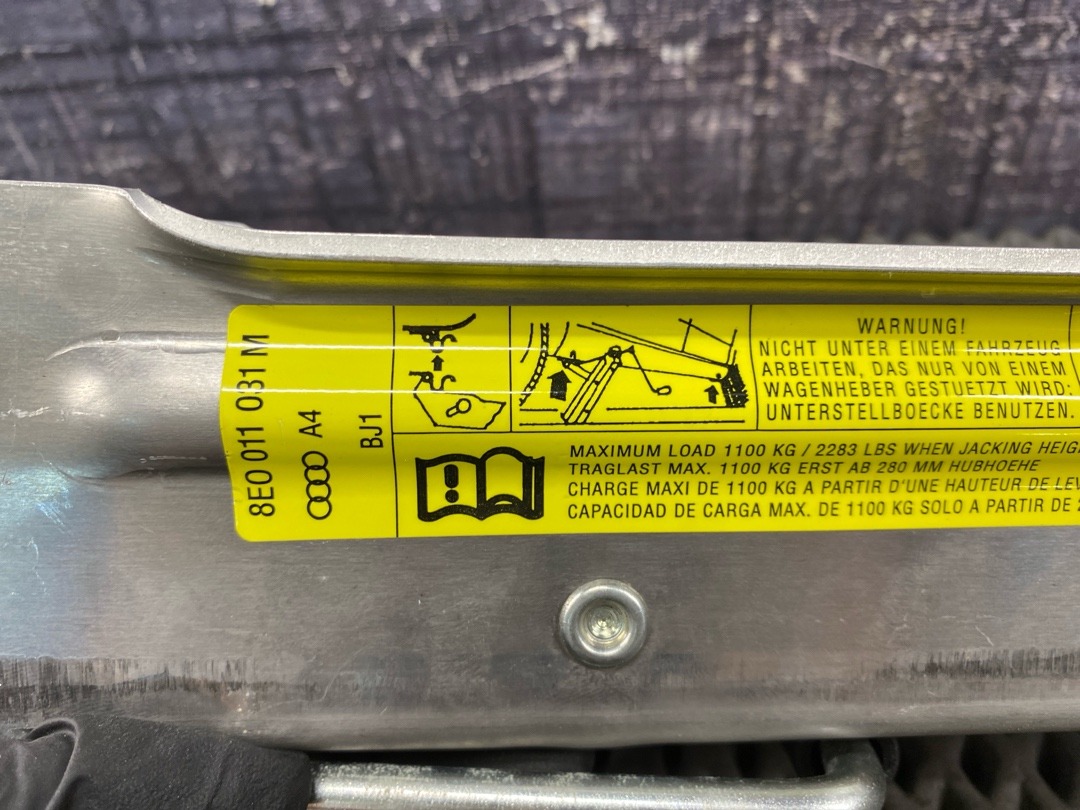 8E0 011 031 M
A4
BJ1
WARNUNG!
NICHT UNTER EINEM FAHRZEUG
ARBEITEN, DAS NUR VON EINEM
WAGENHEBER GESTUETZT WIRD:
UNTERSTELLBOECKE BENUTZEN.
MAXIMUM LOAD 1100 KG / 2283 LBS WHEN JACKING
TRAGLAST MAX. 1100 KG ERST AB 280 MM HUBHOEHE
CHARGE MAXI DE 1100 KG A PARTIR D'UNE HAUTEUR DE
CAPACIDAD DE CARGA MAX. DE 1100 KG SOLO A PARTIR DE